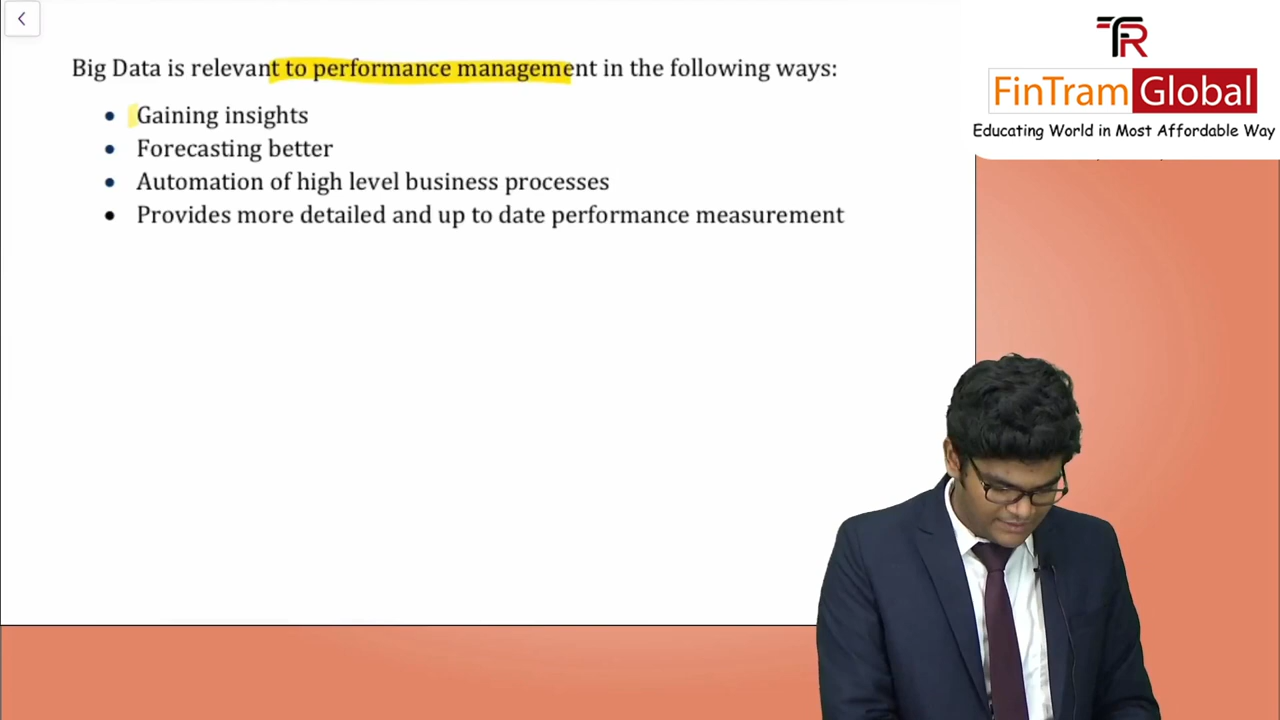 Big Data is relevant to performance management in the following ways:
• Gaining insights
• Forecasting better
• Automation of high level business processes
• Provides more detailed and up to date performance measurement
FinTram Global
Educating World in Most Affordable Way